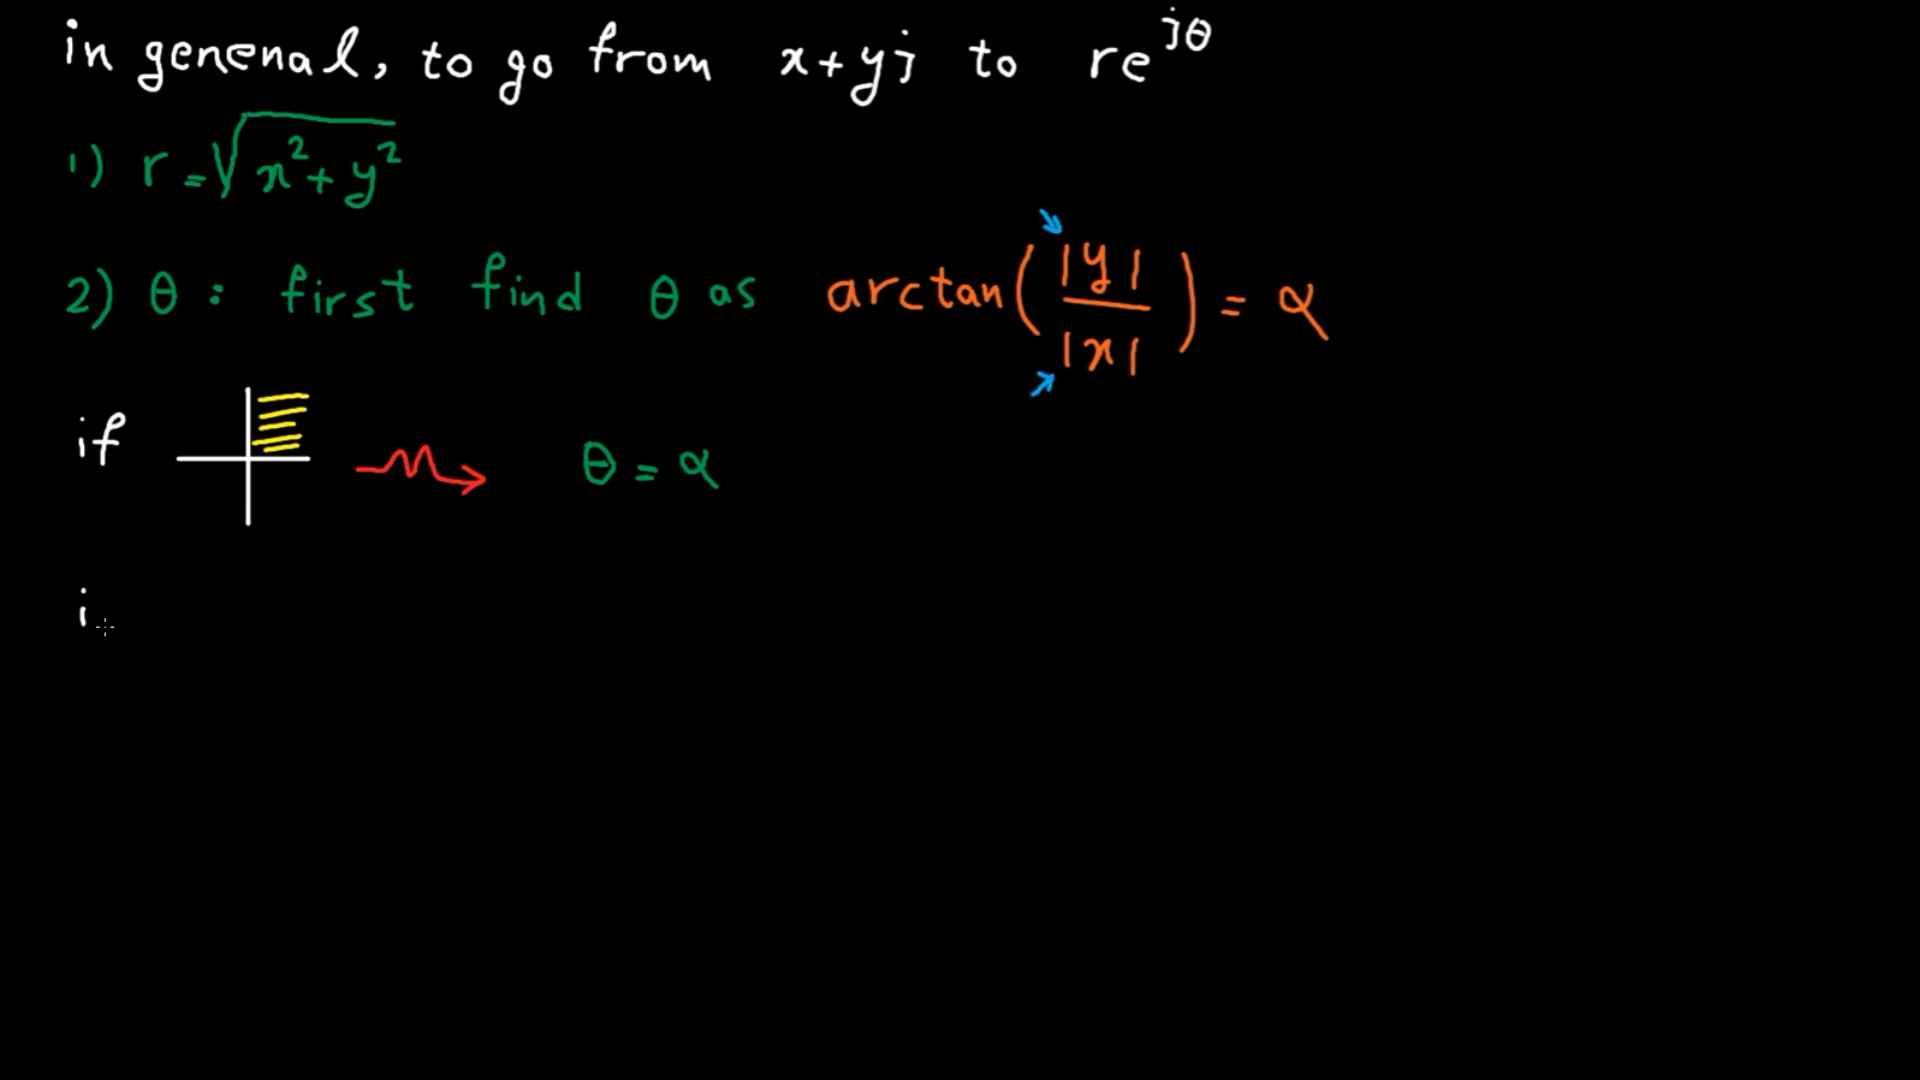 in general, to go from x+yj to re^{jθ}
1) r=√(x²+y²)
2) θ: first find θ as arctan(|y|/|x|) = α
if θ = α
i